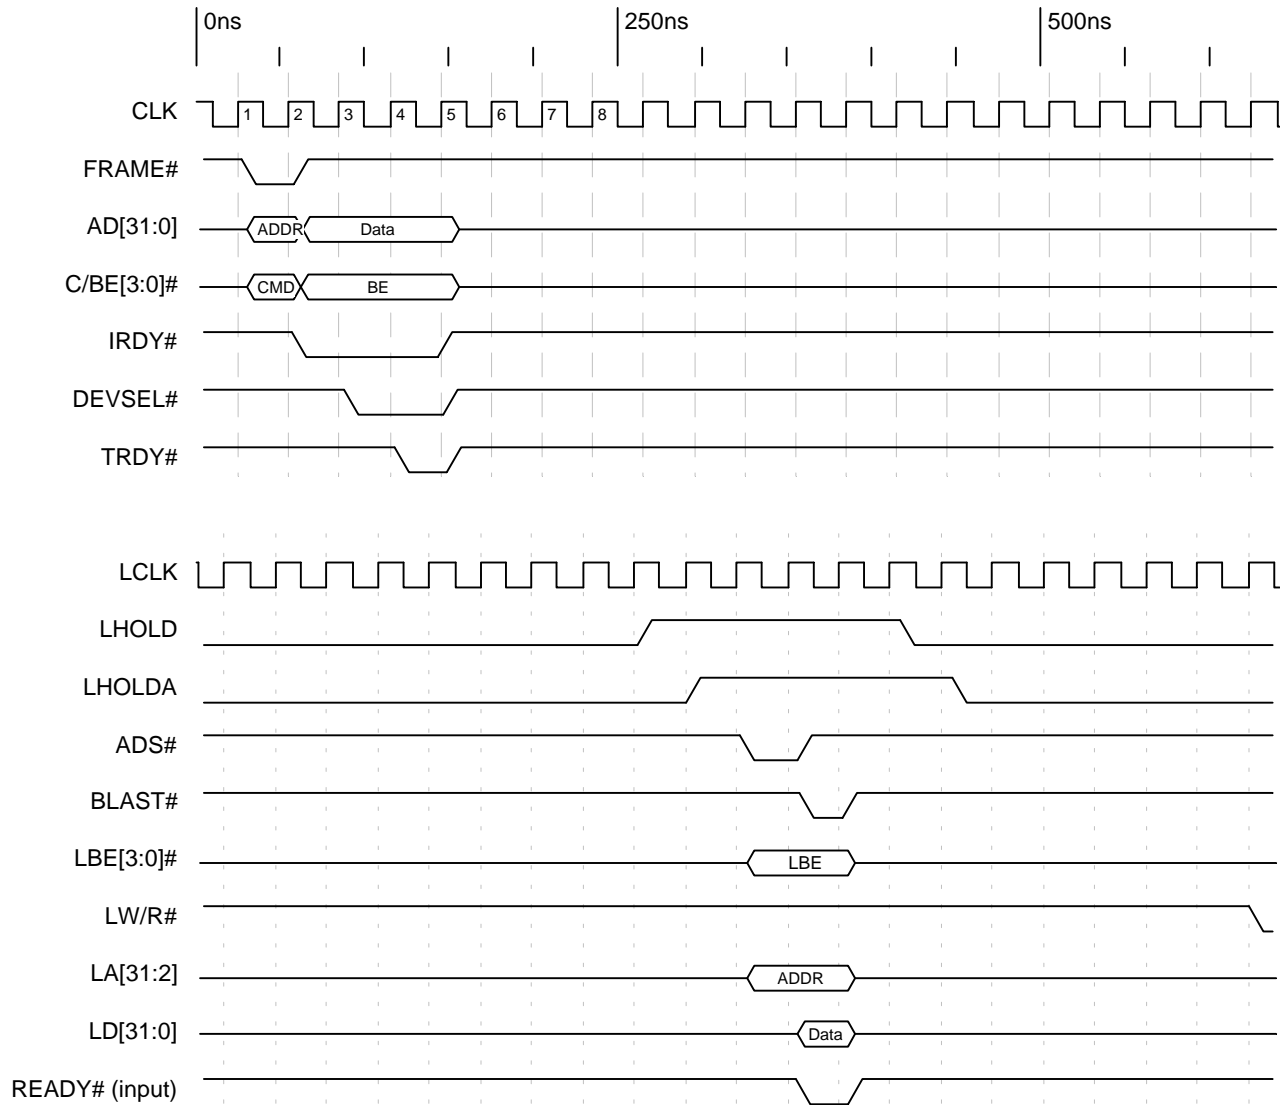 0ns 250ns 500ns
CLK 1 2 3 4 5 6 7 8
FRAME#
AD[31:0] ADDR Data
C/BE[3:0]# CMD BE
IRDY#
DEVSEL#
TRDY#
LCLK
LHOLD
LHOLDA
ADS#
BLAST#
LBE[3:0]# LBE
LW/R#
LA[31:2] ADDR
LD[31:0] Data
READY# (input)